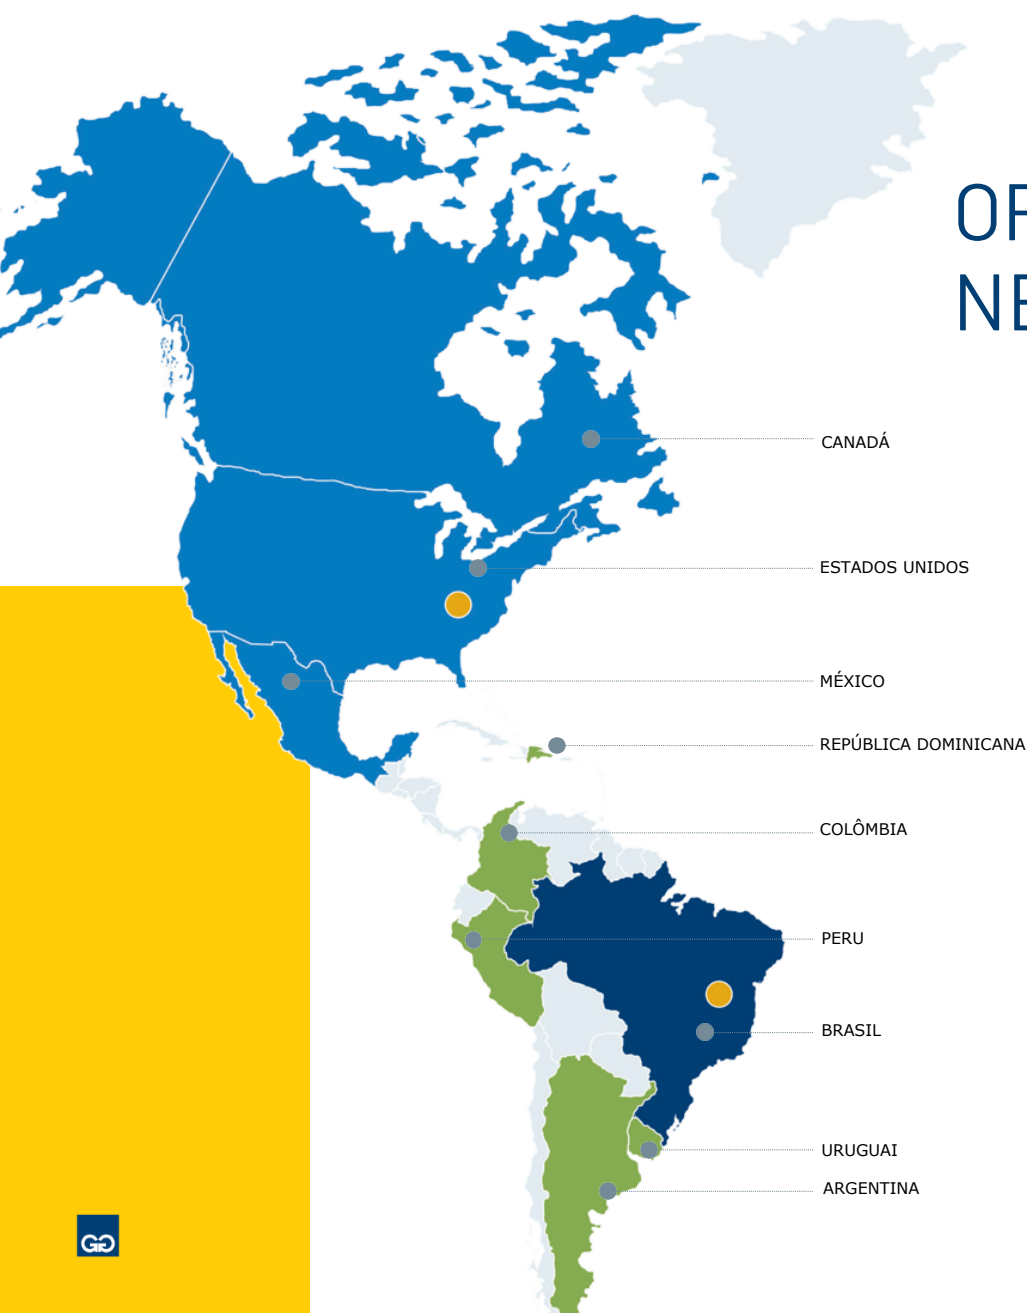 CANADÁ
ESTADOS UNIDOS
MÉXICO
REPÚBLICA DOMINICANA
COLÔMBIA
PERU
BRASIL
URUGUAI
ARGENTINA